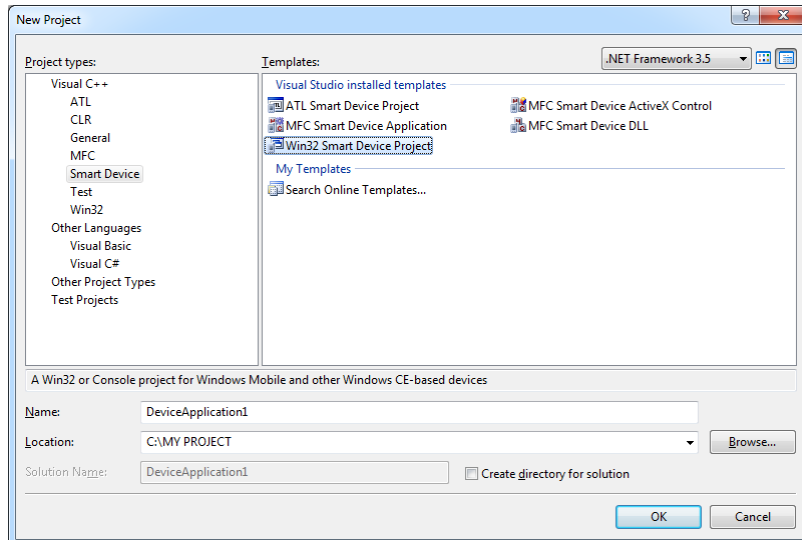 New Project
Project types:
Templates:
.NET Framework 3.5
Visual C++
ATL
CLR
General
MFC
Smart Device
Test
Win32
Other Languages
Visual Basic
Visual C#
Other Project Types
Test Projects
Visual Studio installed templates
ATL Smart Device Project
MFC Smart Device ActiveX Control
MFC Smart Device Application
MFC Smart Device DLL
Win32 Smart Device Project
My Templates
Search Online Templates...
A Win32 or Console project for Windows Mobile and other Windows CE-based devices
Name:
DeviceApplication1
Location:
C:\MY PROJECT
Browse...
Solution Name:
DeviceApplication1
Create directory for solution
OK
Cancel